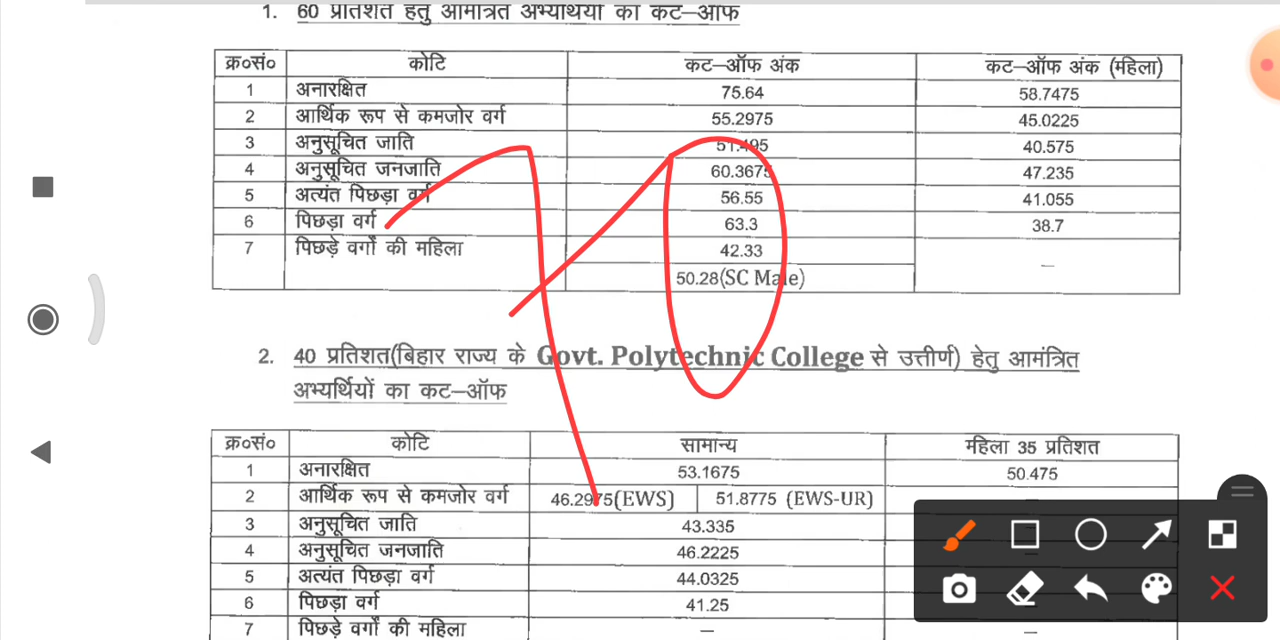 1. 60 प्रतिशत हेतु आमंत्रित अभ्यर्थियों का कट–ऑफ
क्र०सं० कोटि कट–ऑफ अंक कट–ऑफ अंक (महिला)
1 अनारक्षित 75.64 58.7475
2 आर्थिक रूप से कमजोर वर्ग 55.2975 45.0225
3 अनुसूचित जाति 51.495 40.575
4 अनुसूचित जनजाति 60.3675 47.235
5 अत्यंत पिछड़ा वर्ग 56.55 41.055
6 पिछड़ा वर्ग 63.3 38.7
7 पिछड़े वर्गों की महिला 42.33 –
50.28(SC Male)
2. 40 प्रतिशत(बिहार राज्य के Govt. Polytechnic College से उत्तीर्ण) हेतु आमंत्रित
अभ्यर्थियों का कट–ऑफ
क्र०सं० कोटि सामान्य महिला 35 प्रतिशत
1 अनारक्षित 53.1675 50.475
2 आर्थिक रूप से कमजोर वर्ग 46.2975(EWS) 51.8775 (EWS-UR)
3 अनुसूचित जाति 43.335
4 अनुसूचित जनजाति 46.2225
5 अत्यंत पिछड़ा वर्ग 44.0325
6 पिछड़ा वर्ग 41.25
7 पिछड़े वर्गों की महिला – –